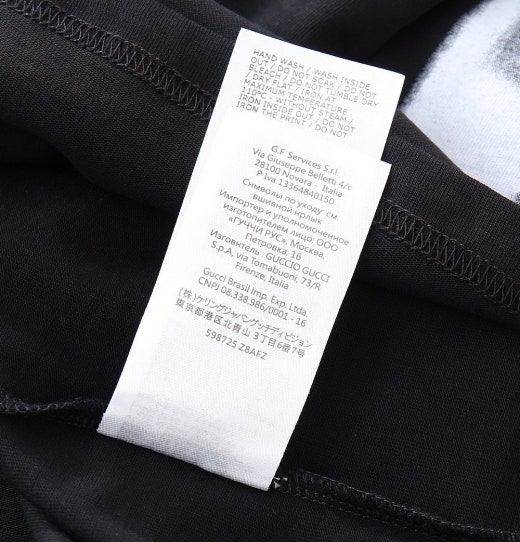 HAND WASH / WASH INSIDE
OUT / DO NOT SOAK / DO NOT
BLEACH / DO NOT TUMBLE DRY
/ DRY FLAT / IRON AT
MAXIMUM TEMPERATURE
110°C - WITHOUT STEAM /
IRON INSIDE OUT / DO NOT
IRON THE PRINT / DO NOT
G.F Services S.r.l.
Via Giuseppe Belletti 4/c
28100 Novara - Italia
P Iva 13364840150
Символы по уходу: см.
вшивной ярлык
Импортер и уполномоченное
изготопителем лицо, ООО
«ГУЧЧИ РУС», Москва,
Петровка, 16
Изговнтель : GUCCIO GUCCI
S.p.A. via Tornabuoni, 73/R
Firenze, Italia
Gucci Brasil Imp. Exp. Ltda.
CNPJ 08.338.986/0001 - 16
(株)ケリングジャパングッチディビジョン
東京都港区北青山 3丁目6番7号
598725 Z8AFZ